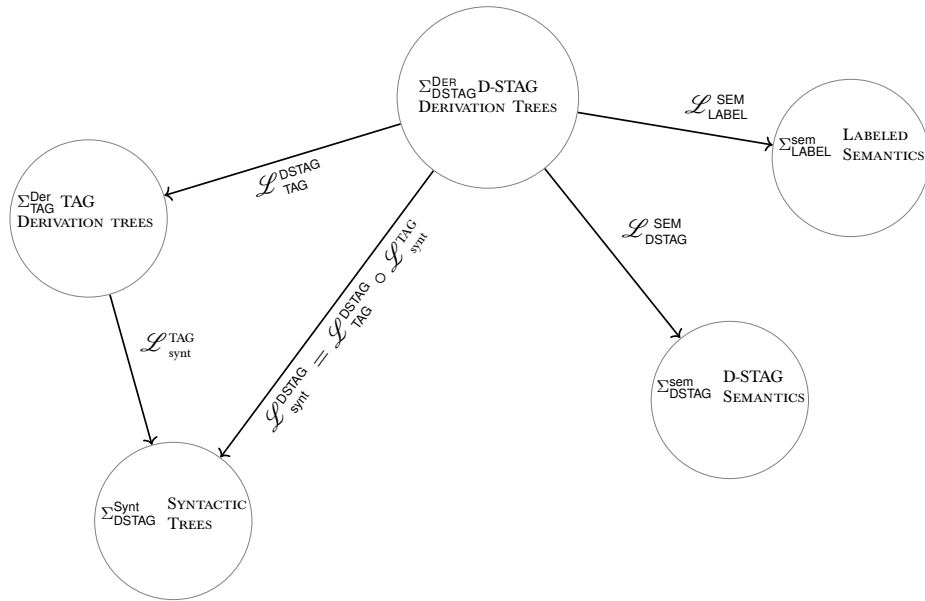 Σ^Der_DSTAG D-STAG
Derivation Trees
ℒ^SEM_LABEL
Σ^sem_LABEL Labeled
Semantics
ℒ^DSTAG_TAG
Σ^Der_TAG TAG
Derivation trees
ℒ^SEM_DSTAG
ℒ^DSTAG_synt = ℒ^DSTAG_TAG ∘ ℒ^TAG_synt
ℒ^TAG_synt
Σ^sem_DSTAG D-STAG
Semantics
Σ^Synt_DSTAG Syntactic
Trees